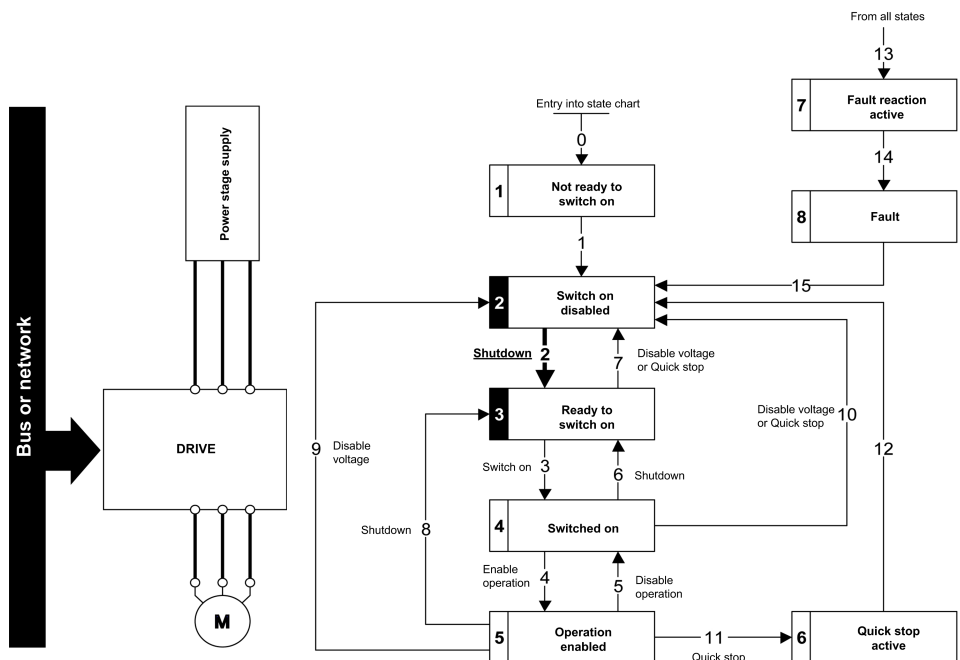 From all states
13
7
Fault reaction
active
14
8
Fault
15
Entry into state chart
0
1
Not ready to
switch on
1
2
Switch on
disabled
Shutdown 2
7
Disable voltage
or Quick stop
3
Ready to
switch on
Switch on 3
6 Shutdown
4
Switched on
Enable
operation
4
5
Disable
operation
5
Operation
enabled
11
Quick stop
6
Quick stop
active
Disable voltage
or Quick stop
10
12
9
Disable
voltage
Shutdown 8
Bus or network
Power stage supply
DRIVE
M